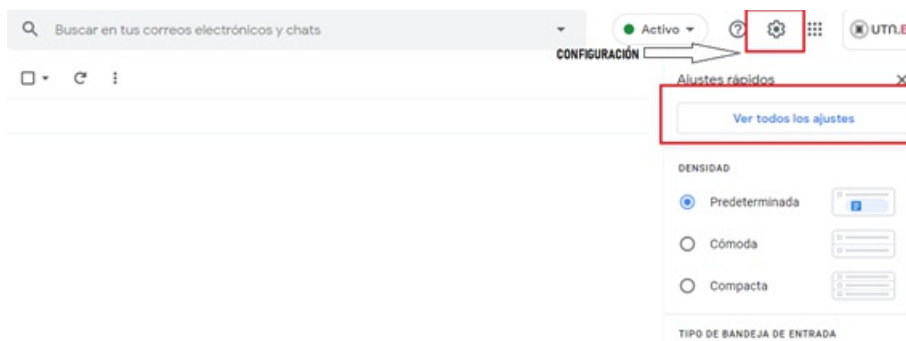 Buscar en tus correos electrónicos y chats
Activo
UTN.
CONFIGURACIÓN
Ajustes rápidos
Ver todos los ajustes
DENSIDAD
Predeterminada
Cómoda
Compacta
TIPO DE BANDEJA DE ENTRADA